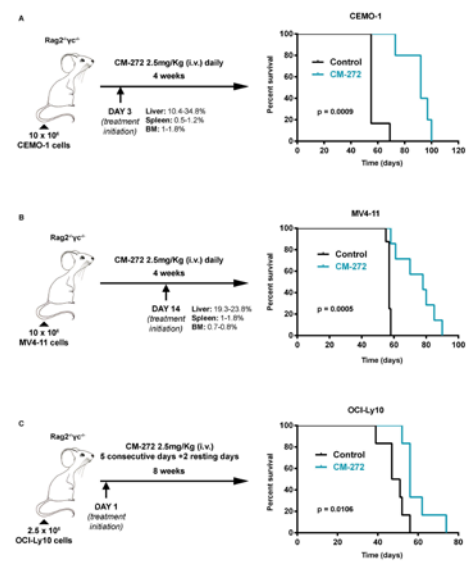 A
Rag2-/-γc-/-
CM-272 2.5mg/Kg (i.v.) daily
4 weeks
DAY 3
(treatment
initiation)
Liver: 10.4-34.8%
Spleen: 0.5-1.2%
BM: 1-1.8%
10 x 10⁶
CEMO-1 cells
CEMO-1
Percent survival
100
80
60
40
20
0
Control
CM-272
p = 0.0009
0 20 40 60 80 100 120
Time (days)
B
Rag2-/-γc-/-
CM-272 2.5mg/Kg (i.v.) daily
4 weeks
DAY 14
(treatment
initiation)
Liver: 19.3-23.8%
Spleen: 1-1.8%
BM: 0.7-0.8%
10 x 10⁶
MV4-11 cells
MV4-11
Percent survival
100
80
60
40
20
0
Control
CM-272
p = 0.0005
0 20 40 60 80 100
Time (days)
C
Rag2-/-γc-/-
CM-272 2.5mg/Kg (i.v.)
5 consecutive days +2 resting days
8 weeks
DAY 1
(treatment
initiation)
2.5 x 10⁶
OCI-Ly10 cells
OCI-Ly10
Percent survival
100
80
60
40
20
0
Control
CM-272
p = 0.0106
0 20 40 60 80
Time (days)